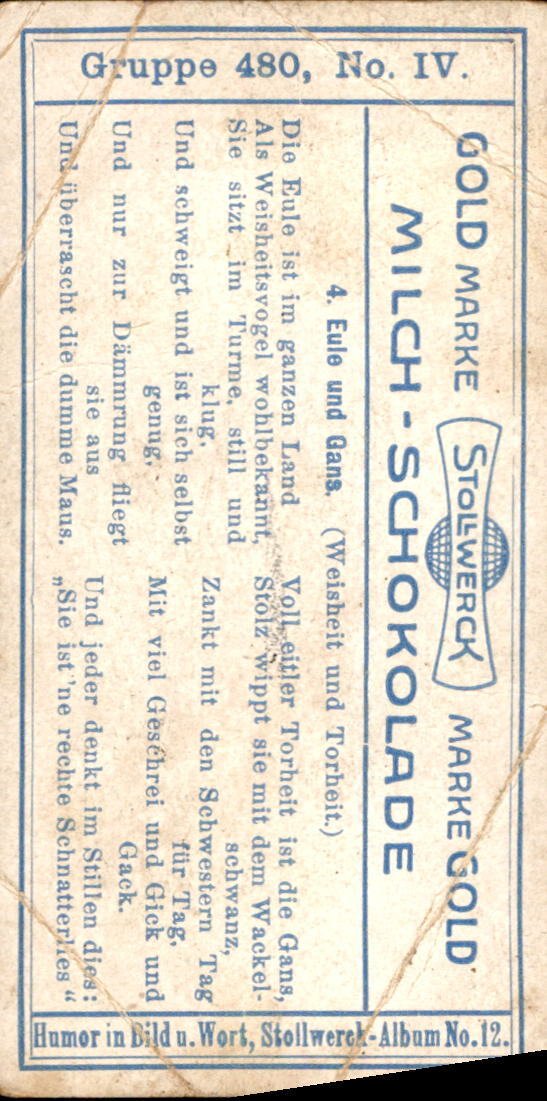 Gruppe 480, No. IV.
GOLD MARKE STOLLWERCK MARKE GOLD
MILCH-SCHOKOLADE
4. Eule und Gans. (Weisheit und Torheit.)
Die Eule ist im ganzen Land
Als Weisheitsvogel wohlbekannt,
Sie sitzt im Turme, still und
klug,
Und schweigt und ist sich selbst
genug,
Und nur zur Dämmrung fliegt
sie aus
Und überrascht die dumme Maus.
Voll eitler Torheit ist die Gans,
Stolz wippt sie mit dem Wackel-
schwanz,
Zankt mit den Schwestern Tag
für Tag,
Mit viel Geschrei und Gick und
Gack.
Und jeder denkt im Stillen dies:
„Sie ist 'ne rechte Schnatterlies“
Humor in Bild u. Wort, Stollwerck-Album No. 12.